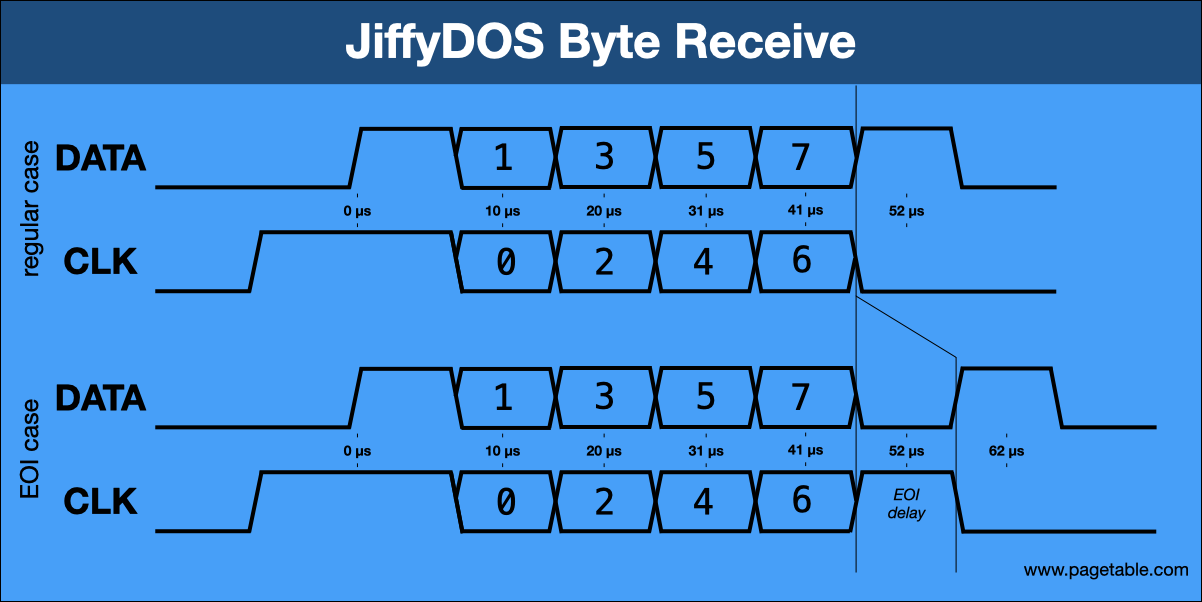 JiffyDOS Byte Receive
regular case
DATA
1 3 5 7
0 µs 10 µs 20 µs 31 µs 41 µs 52 µs
CLK
0 2 4 6
EOI case
DATA
1 3 5 7
0 µs 10 µs 20 µs 31 µs 41 µs 52 µs 62 µs
CLK
0 2 4 6
EOI
delay
www.pagetable.com